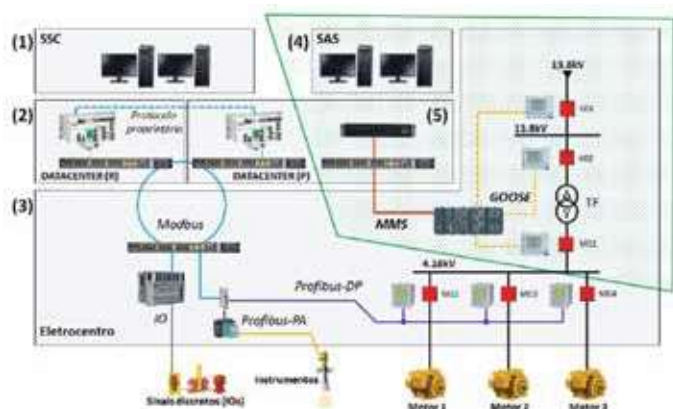 (1)
SSC
(4)
SAS
13.8kV
(2)
Protocolo
proprietário
(5)
13.8kV
DATACENTER (R)
DATACENTER (P)
GOOSE
TF
(3)
Modbus
MMS
4.16kV
Profibus-DP
IO
Profibus-PA
Eletrocentro
Instrumentos
Sinais discretos (IOs)
Motor 1
Motor 2
Motor 3